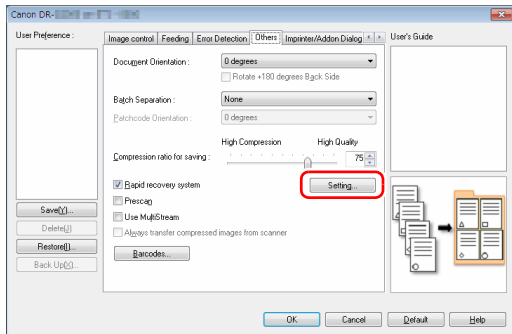 Canon DR-
User Preference :
Image control Feeding Error Detection Others Imprinter/Addon Dialog
User's Guide
Document Orientation :
0 degrees
Rotate +180 degrees Back Side
Batch Separation :
None
Patchcode Orientation :
0 degrees
High Compression High Quality
Compression ratio for saving :
75
Rapid recovery system
Setting...
Prescan
Use MultiStream
Always transfer compressed images from scanner
Barcodes...
Save(Y)...
Delete(J)
Restore(I)...
Back Up(X)...
OK Cancel Default Help